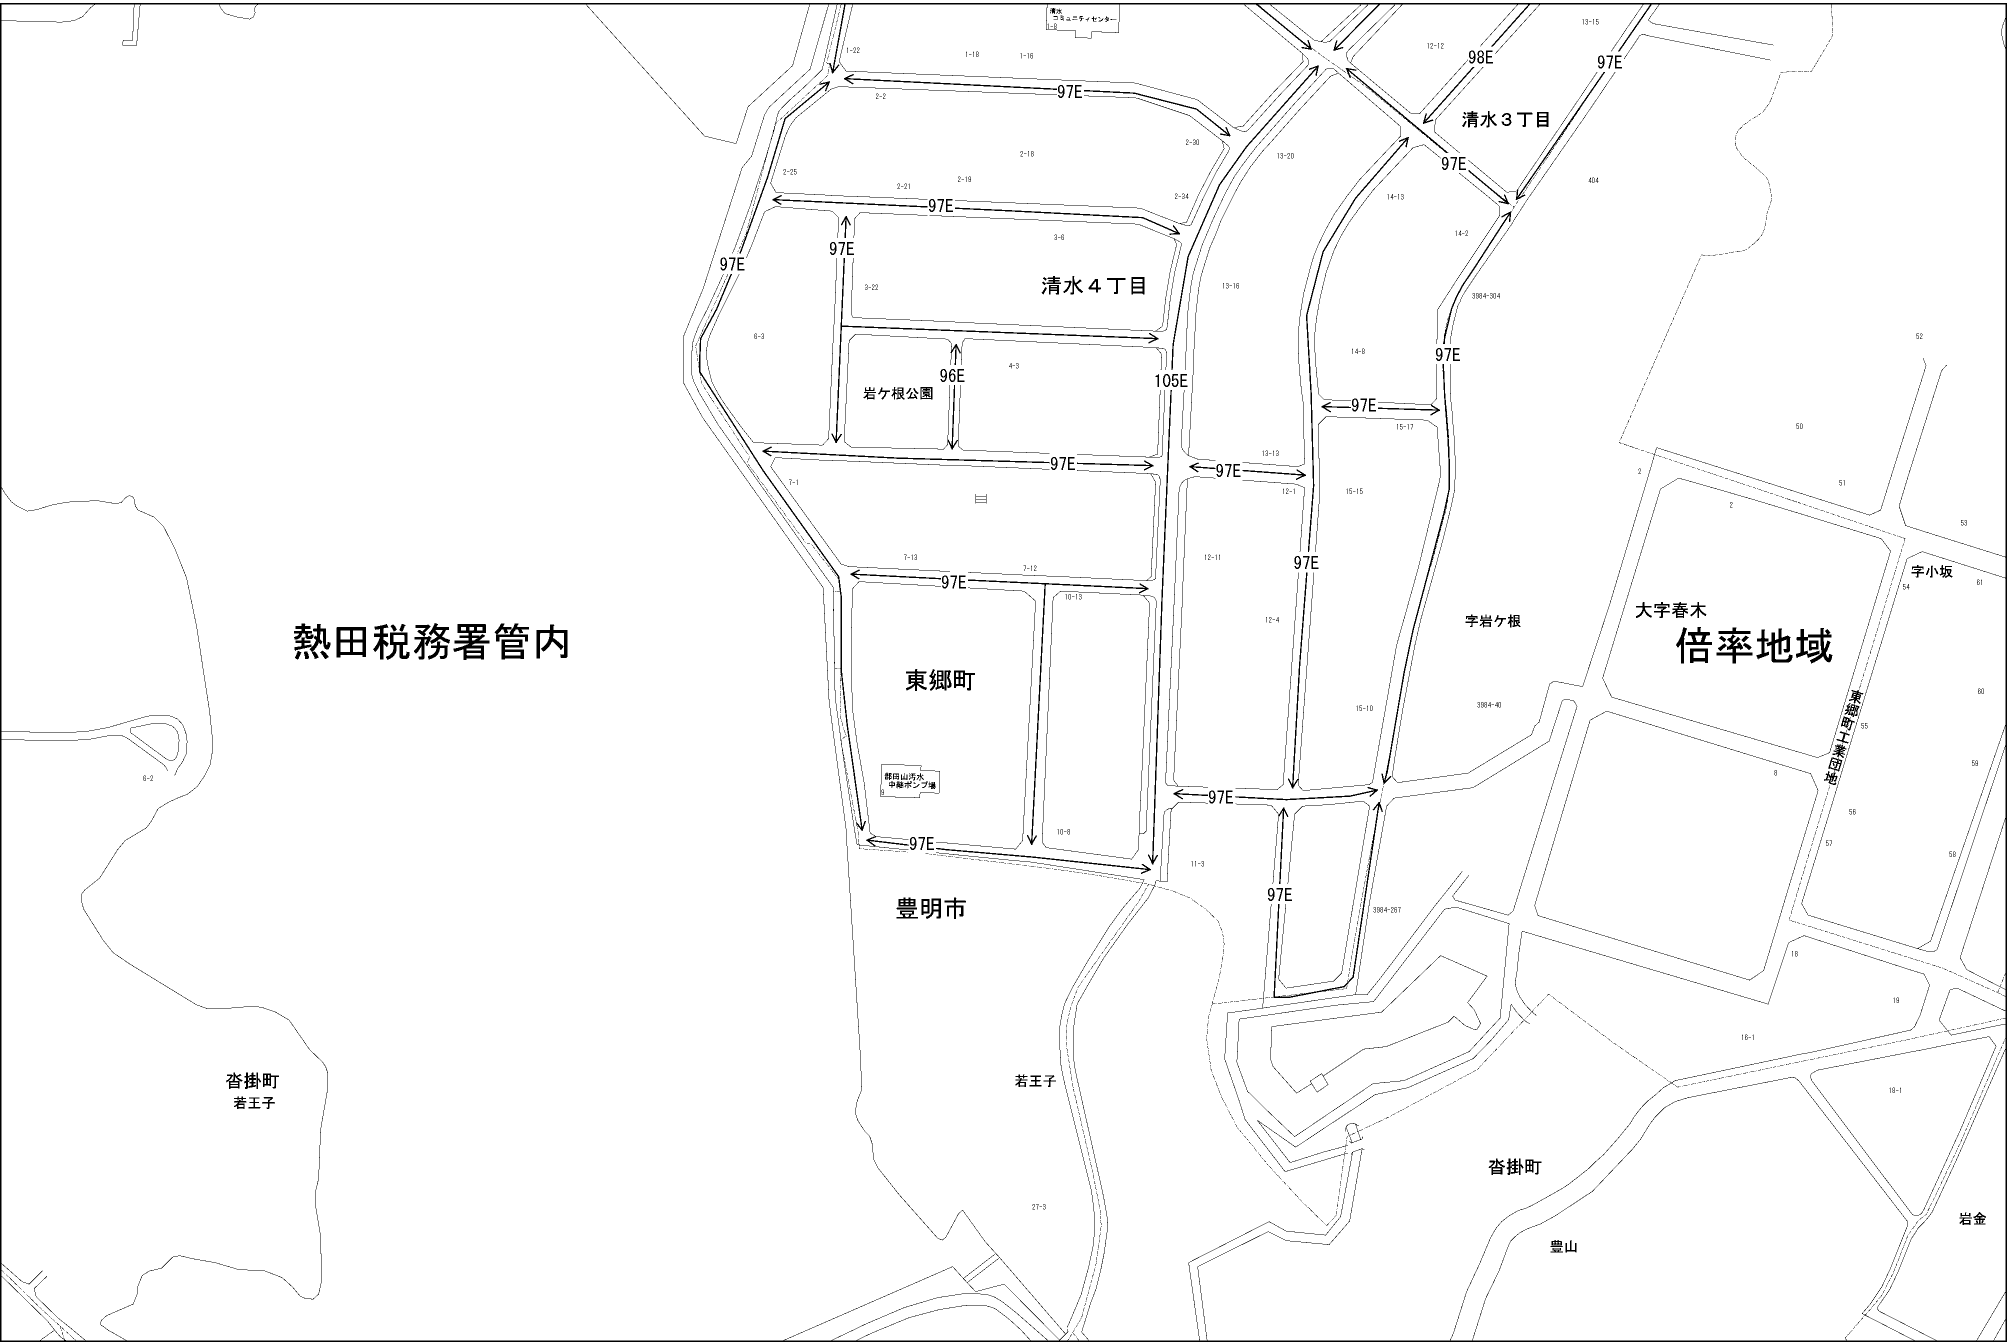 清水
コミュニティセンター
1-8
13-15
1-22
1-18
1-16
12-12
98E
97E
97E
2-2
清水３丁目
2-30
2-18
13-20
97E
2-25
2-21
2-19
2-34
14-13
404
97E
3-6
14-2
97E
97E
3-22
清水４丁目
13-16
3984-304
6-3
14-8
97E
52
4-3
96E
105E
岩ケ根公園
97E
15-17
50
97E
13-13
97E
2
7-1
12-1
15-15
51
2
53
7-13
7-12
12-11
97E
97E
字小坂
61
54
10-13
大字春木
12-4
字岩ケ根
熱田税務署管内
倍率地域
東郷町
60
15-10
3984-40
東郷町工業団地
55
59
6-2
部田山汚水
中継ポンプ場
9
8
97E
56
10-8
97E
57
58
11-3
97E
豊明市
3984-267
18
19
16-1
沓掛町
若王子
若王子
18-1
沓掛町
27-3
岩金
豊山